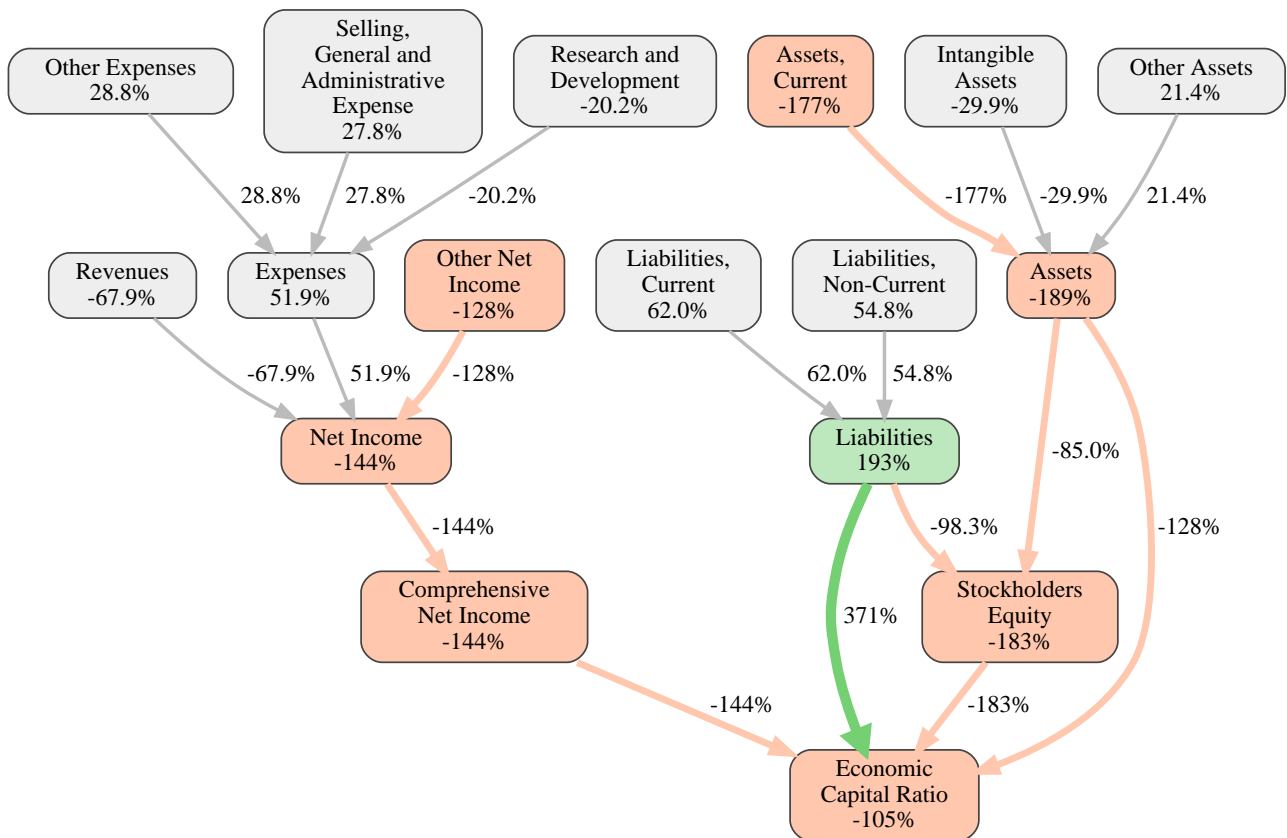 Other Expenses
28.8%
Selling,
General and
Administrative
Expense
27.8%
Research and
Development
-20.2%
Assets,
Current
-177%
Intangible
Assets
-29.9%
Other Assets
21.4%
28.8%
27.8%
-20.2%
-177%
-29.9%
21.4%
Revenues
-67.9%
Expenses
51.9%
Other Net
Income
-128%
Liabilities,
Current
62.0%
Liabilities,
Non-Current
54.8%
Assets
-189%
-67.9%
51.9%
-128%
62.0%
54.8%
Net Income
-144%
Liabilities
193%
-85.0%
-144%
-98.3%
-128%
Comprehensive
Net Income
-144%
371%
Stockholders
Equity
-183%
-144%
-183%
Economic
Capital Ratio
-105%